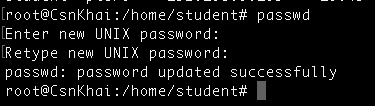 [root@CsnKhai:/home/student# passwd
[Enter new UNIX password:
[Retype new UNIX password:
passwd: password updated successfully
root@CsnKhai:/home/student#